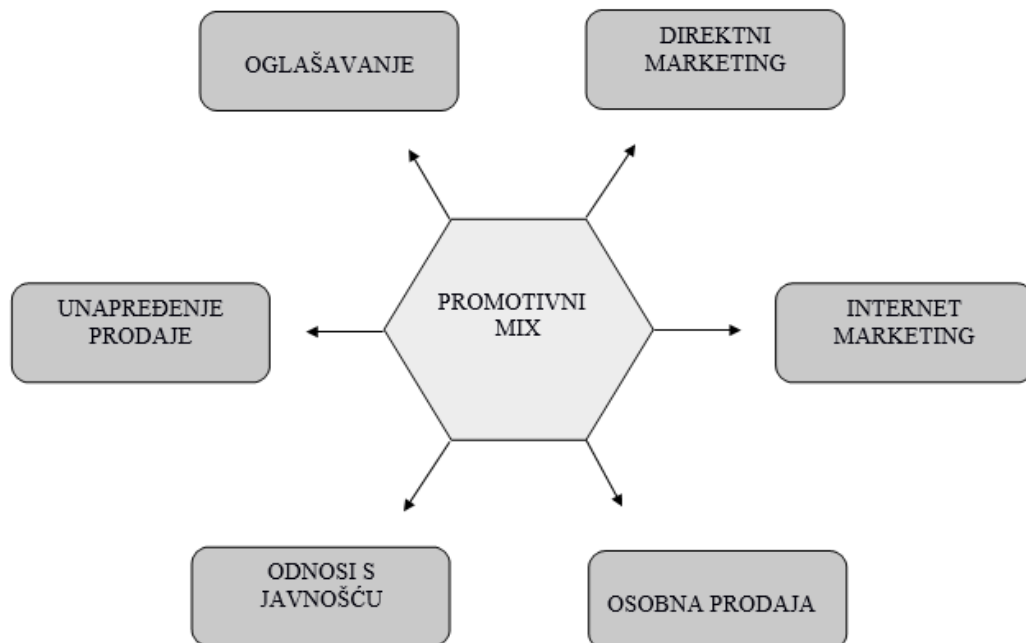 OGLAŠAVANJE
DIREKTNI
MARKETING
UNAPREĐENJE
PRODAJE
PROMOTIVNI
MIX
INTERNET
MARKETING
ODNOSI S
JAVNOŠĆU
OSOBNA PRODAJA